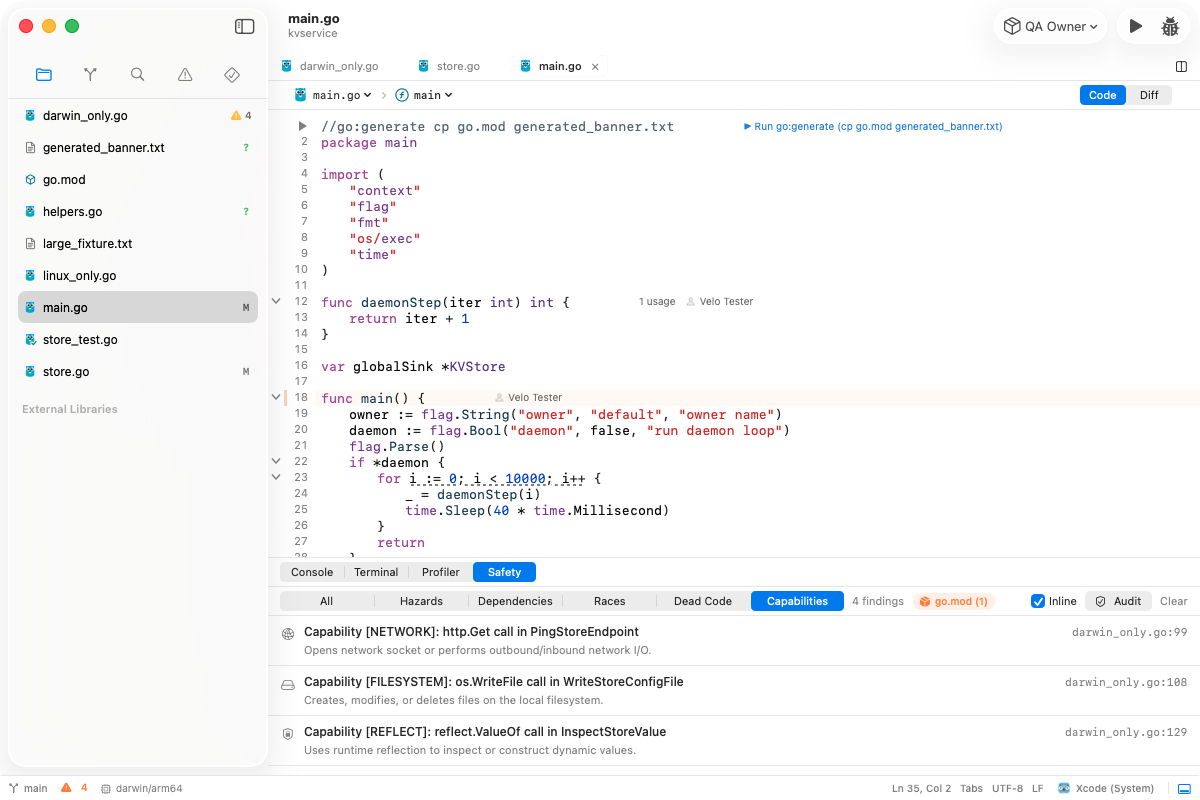 main.go
kvservice
QA Owner
darwin_only.go
store.go
main.go
main.go
main
Code
Diff
darwin_only.go 4
generated_banner.txt ?
go.mod
helpers.go ?
large_fixture.txt
linux_only.go
main.go M
store_test.go
store.go M
External Libraries
//go:generate cp go.mod generated_banner.txt
Run go:generate (cp go.mod generated_banner.txt)
2 package main
3
4 import (
5 "context"
6 "flag"
7 "fmt"
8 "os/exec"
9 "time"
10 )
11
12 func daemonStep(iter int) int { 1 usage Velo Tester
13 return iter + 1
14 }
15
16 var globalSink *KVStore
17
18 func main() { Velo Tester
19 owner := flag.String("owner", "default", "owner name")
20 daemon := flag.Bool("daemon", false, "run daemon loop")
21 flag.Parse()
22 if *daemon {
23 for i := 0; i < 10000; i++ {
24 _ = daemonStep(i)
25 time.Sleep(40 * time.Millisecond)
26 }
27 return
28 }
Console Terminal Profiler Safety
All Hazards Dependencies Races Dead Code Capabilities 4 findings go.mod (1) Inline Audit Clear
Capability [NETWORK]: http.Get call in PingStoreEndpoint darwin_only.go:99
Opens network socket or performs outbound/inbound network I/O.
Capability [FILESYSTEM]: os.WriteFile call in WriteStoreConfigFile darwin_only.go:108
Creates, modifies, or deletes files on the local filesystem.
Capability [REFLECT]: reflect.ValueOf call in InspectStoreValue darwin_only.go:129
Uses runtime reflection to inspect or construct dynamic values.
main 4 darwin/arm64 Ln 35, Col 2 Tabs UTF-8 LF Xcode (System)